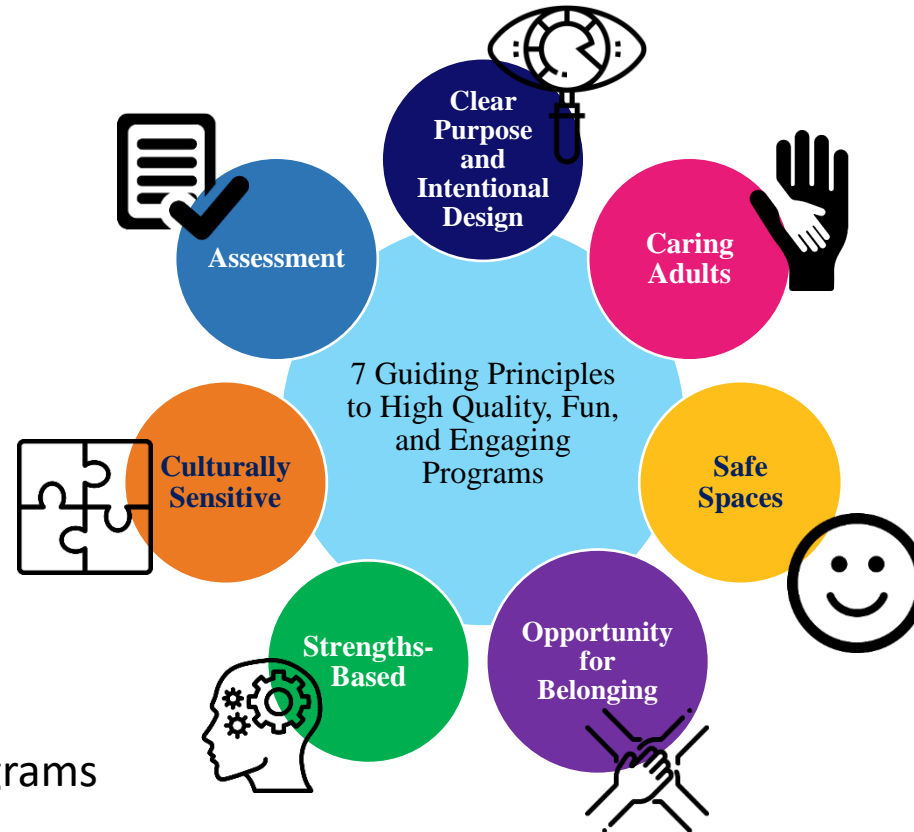 Clear
Purpose
and
Intentional
Design
Caring
Adults
Safe
Spaces
Opportunity
for
Belonging
Strengths-
Based
Culturally
Sensitive
Assessment
7 Guiding Principles
to High Quality, Fun,
and Engaging
Programs
grams